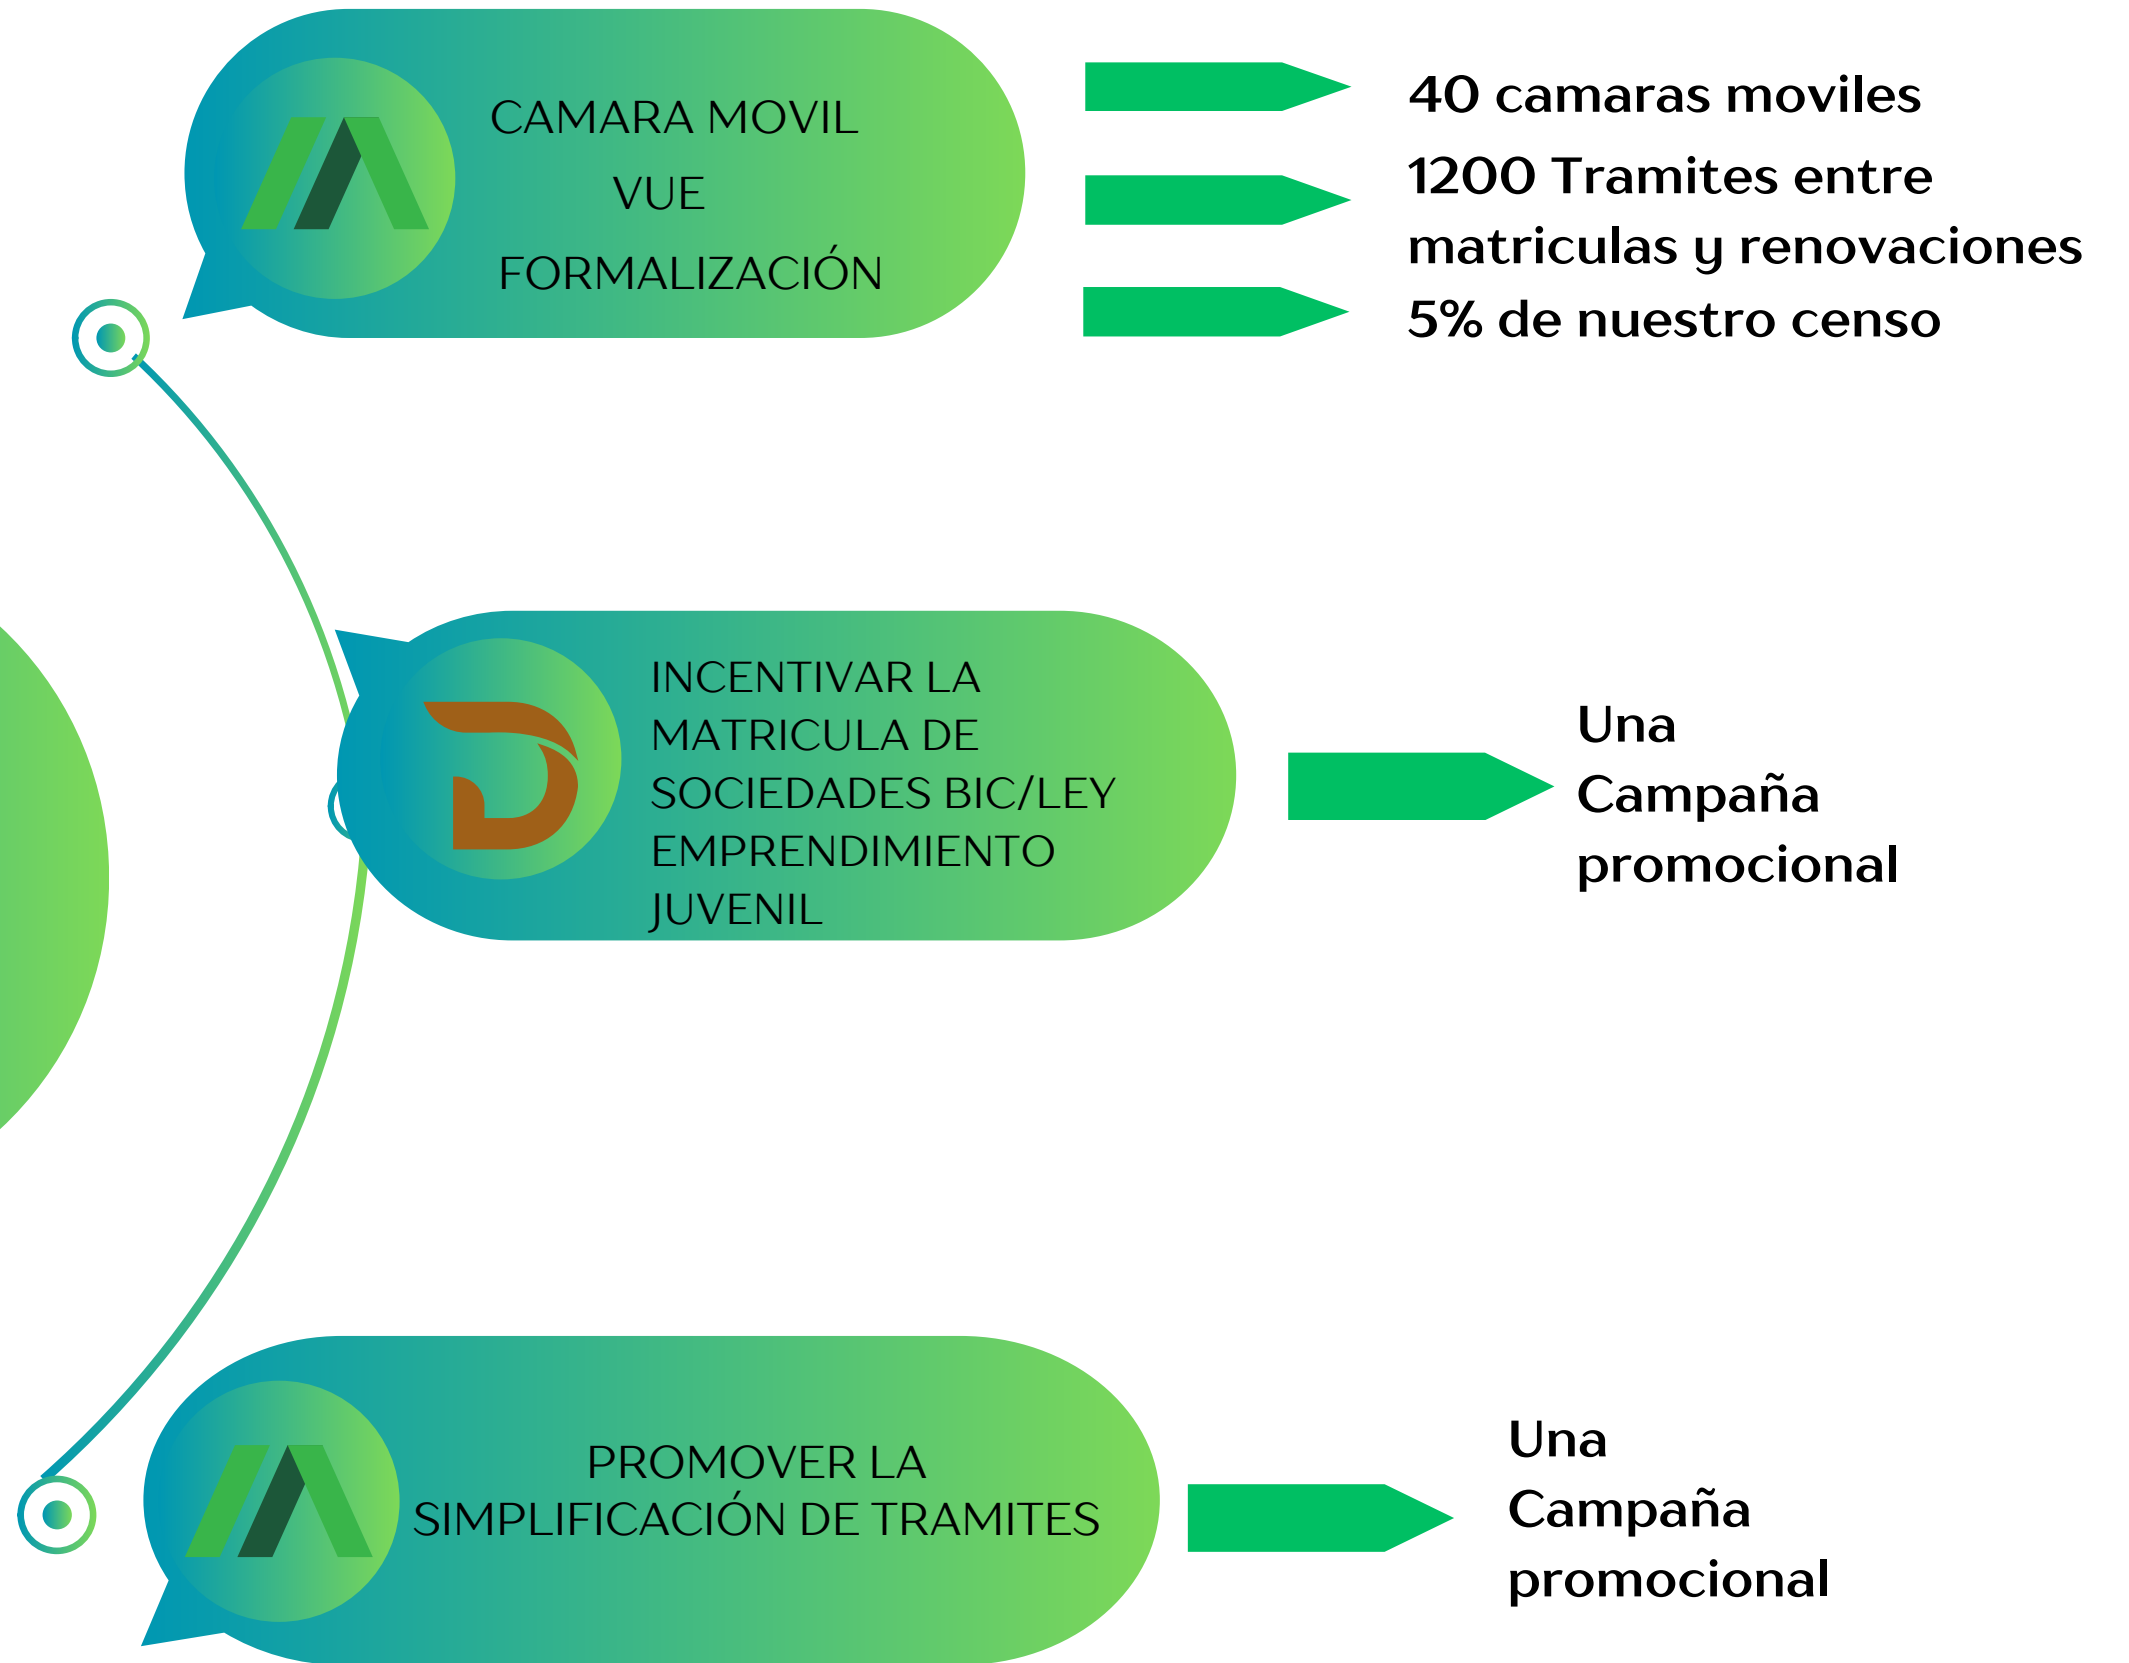 CAMARA MOVIL
VUE
FORMALIZACIÓN
40 camaras moviles
1200 Tramites entre
matriculas y renovaciones
5% de nuestro censo
INCENTIVAR LA
MATRICULA DE
SOCIEDADES BIC/LEY
EMPRENDIMIENTO
JUVENIL
Una
Campaña
promocional
PROMOVER LA
SIMPLIFICACIÓN DE TRAMITES
Una
Campaña
promocional